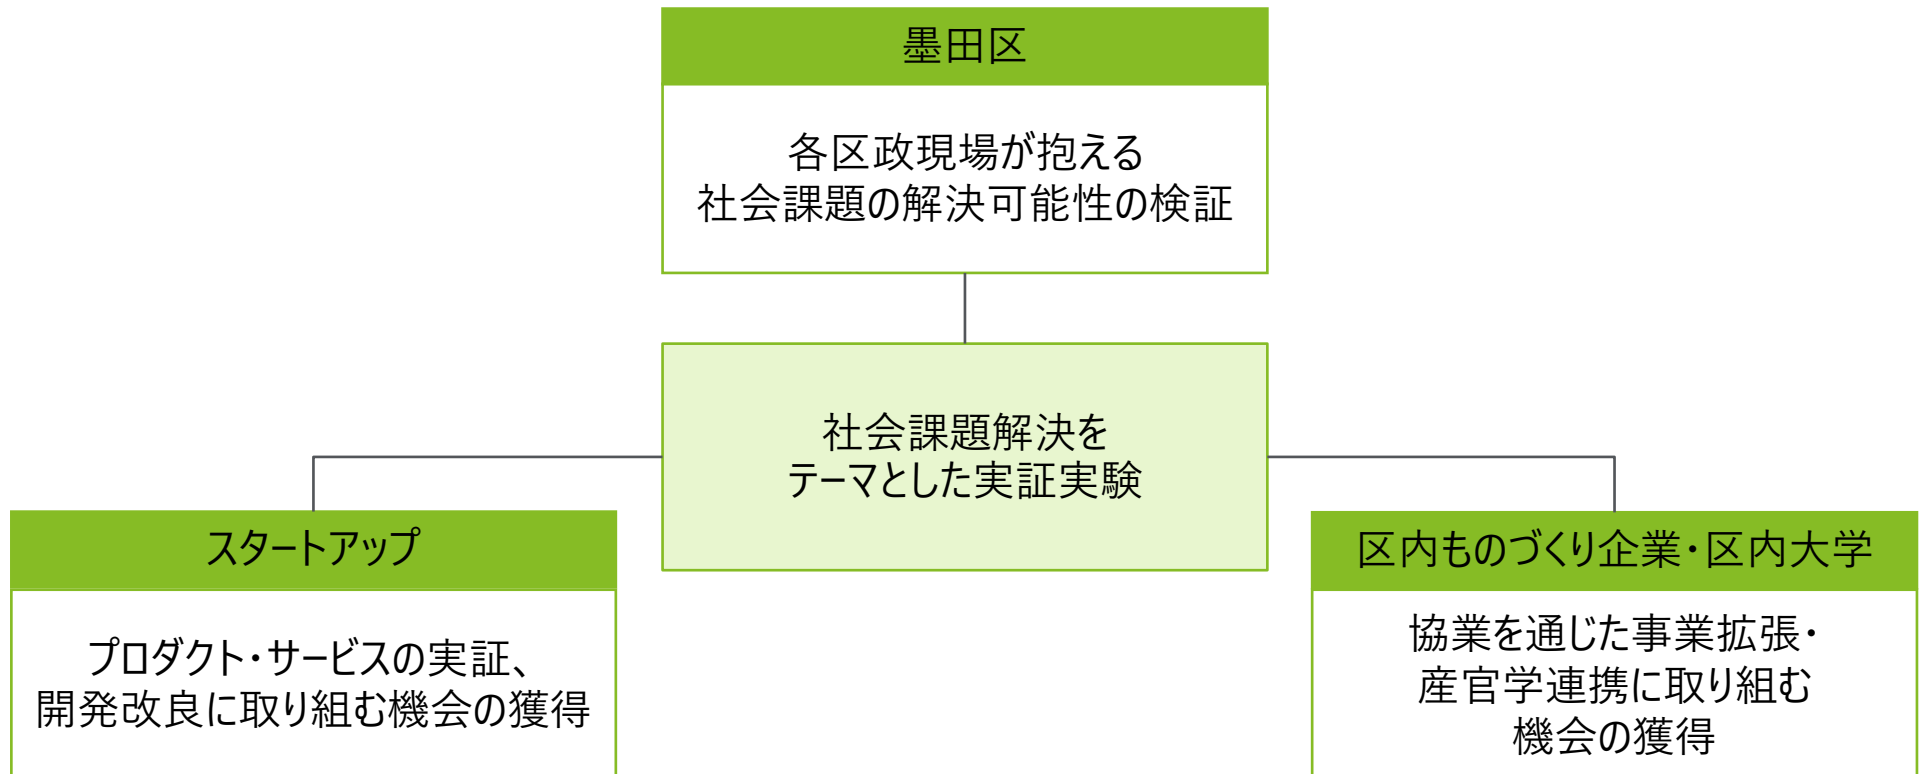 墨田区
各区政現場が抱える
社会課題の解決可能性の検証
社会課題解決を
テーマとした実証実験
スタートアップ
プロダクト・サービスの実証、
開発改良に取り組む機会の獲得
区内ものづくり企業・区内大学
協業を通じた事業拡張・
産官学連携に取り組む
機会の獲得